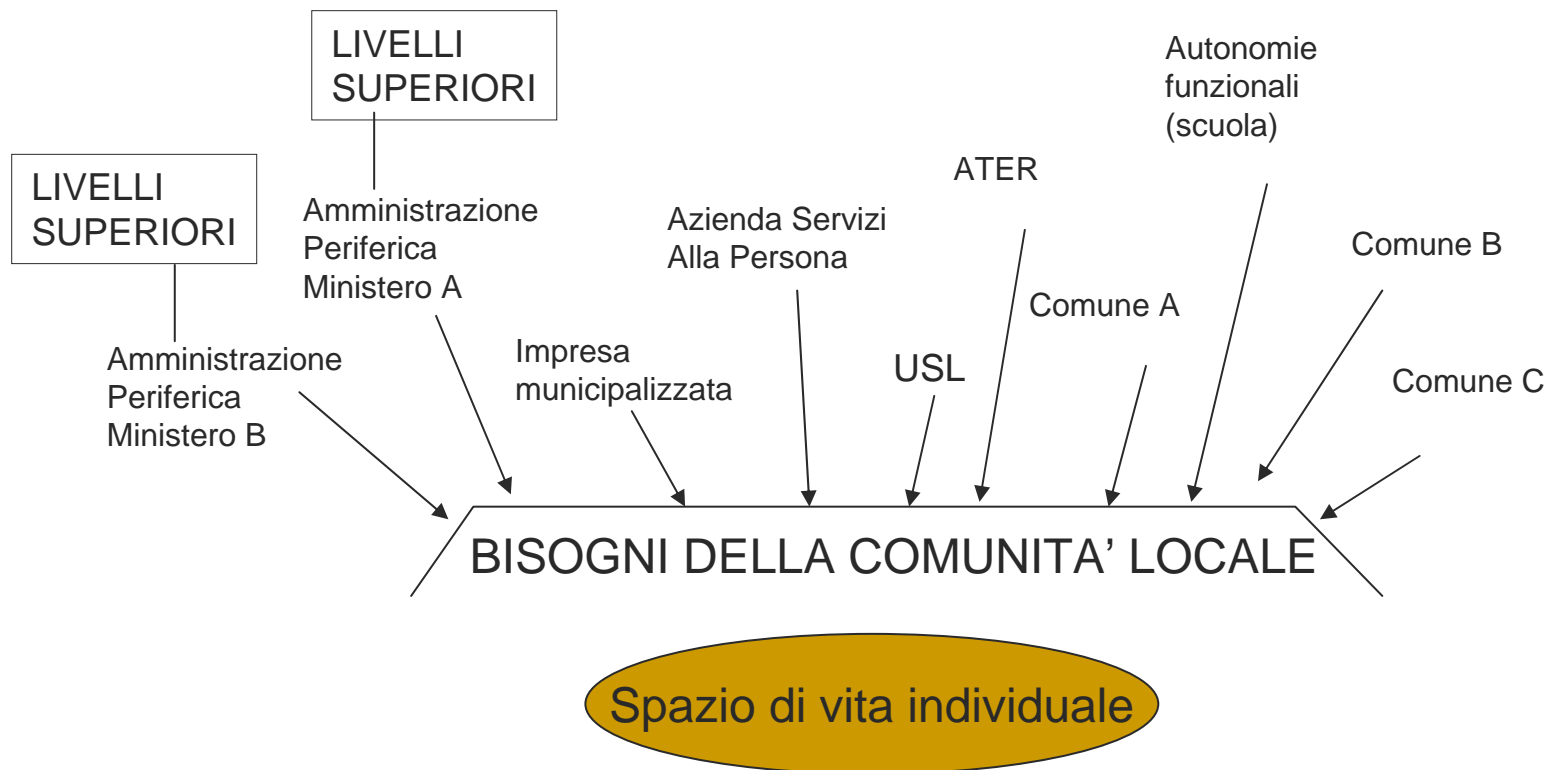 LIVELLI
SUPERIORI
LIVELLI
SUPERIORI
Amministrazione
Periferica
Ministero A
Amministrazione
Periferica
Ministero B
Impresa
municipalizzata
Azienda Servizi
Alla Persona
USL
ATER
Comune A
Autonomie
funzionali
(scuola)
Comune B
Comune C
BISOGNI DELLA COMUNITA’ LOCALE
Spazio di vita individuale